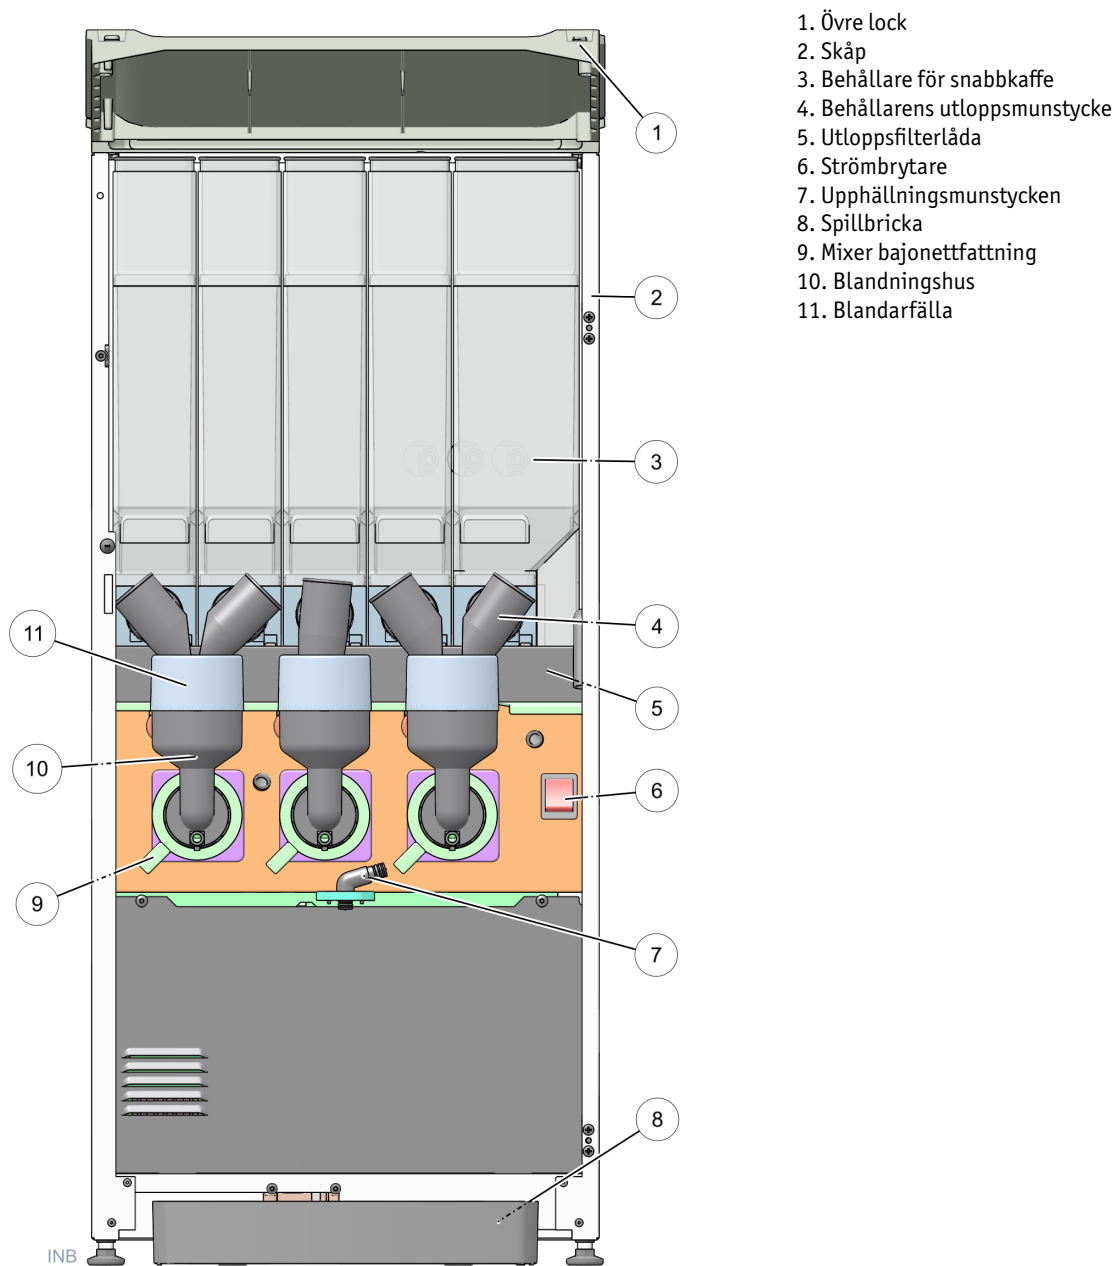 1. Övre lock
2. Skåp
3. Behållare för snabbkaffe
4. Behållarens utloppsmunstycke
5. Utloppsfilterlåda
6. Strömbrytare
7. Upphällningsmunstycken
8. Spillbricka
9. Mixer bajonettfattning
10. Blandningshus
11. Blandarfälla
1
2
3
4
11
5
10
6
9
7
8
INB